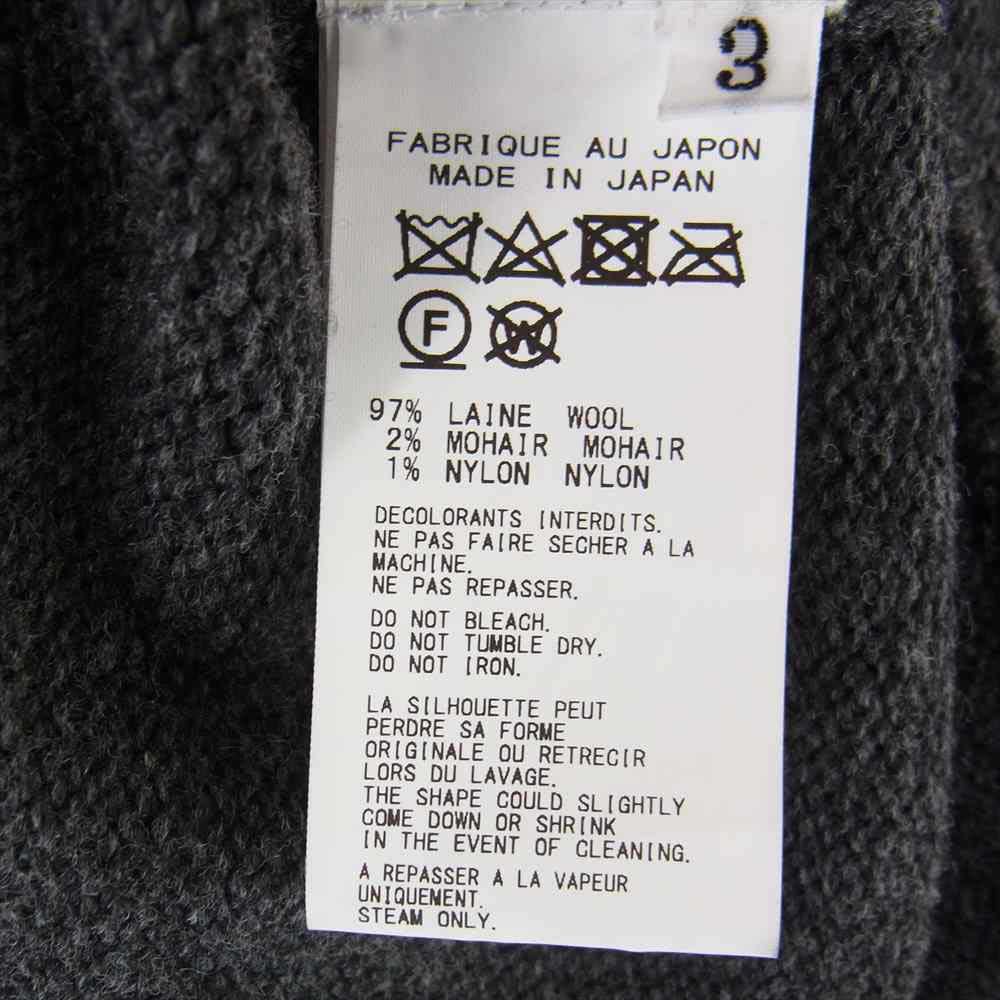 3
FABRIQUE AU JAPON
MADE IN JAPAN
F
W
97% LAINE WOOL
2% MOHAIR MOHAIR
1% NYLON NYLON
DECOLORANTS INTERDITS.
NE PAS FAIRE SECHER A LA
MACHINE.
NE PAS REPASSER.
DO NOT BLEACH.
DO NOT TUMBLE DRY.
DO NOT IRON.
LA SILHOUETTE PEUT
PERDRE SA FORME
ORIGINALE OU RETRECIR
LORS DU LAVAGE.
THE SHAPE COULD SLIGHTLY
COME DOWN OR SHRINK
IN THE EVENT OF CLEANING.
A REPASSER A LA VAPEUR
UNIQUEMENT.
STEAM ONLY.